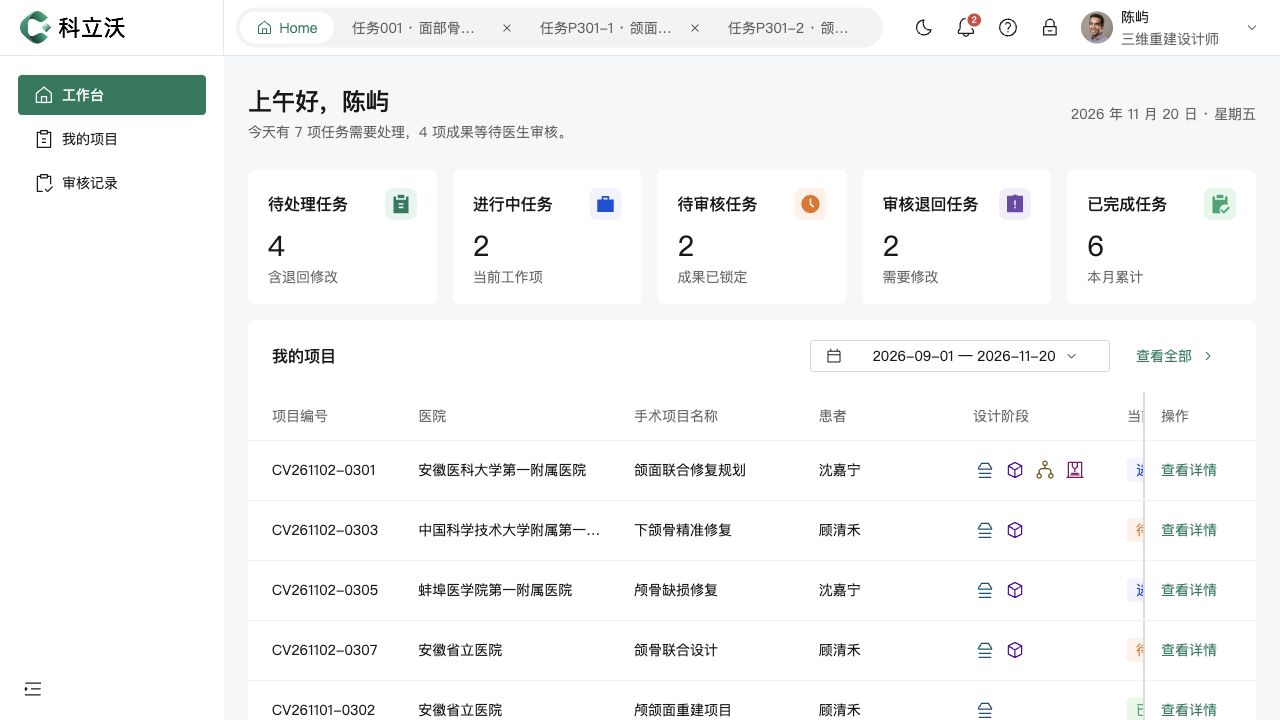 科立沃
Home
任务001 · 面部骨...
任务P301-1 · 颌面...
任务P301-2 · 颌...
2
陈屿
三维重建设计师
工作台
我的项目
审核记录
上午好，陈屿
今天有 7 项任务需要处理，4 项成果等待医生审核。
2026 年 11 月 20 日 · 星期五
待处理任务
4
含退回修改
进行中任务
2
当前工作项
待审核任务
2
成果已锁定
审核退回任务
2
需要修改
已完成任务
6
本月累计
我的项目
2026-09-01 — 2026-11-20
查看全部
项目编号 医院 手术项目名称 患者 设计阶段 操作
CV261102-0301 安徽医科大学第一附属医院 颌面联合修复规划 沈嘉宁 查看详情
CV261102-0303 中国科学技术大学附属第一... 下颌骨精准修复 顾清禾 查看详情
CV261102-0305 蚌埠医学院第一附属医院 颅骨缺损修复 沈嘉宁 查看详情
CV261102-0307 安徽省立医院 颌骨联合设计 顾清禾 查看详情
CV261101-0302 安徽省立医院 颅颌面重建项目 顾清禾 查看详情